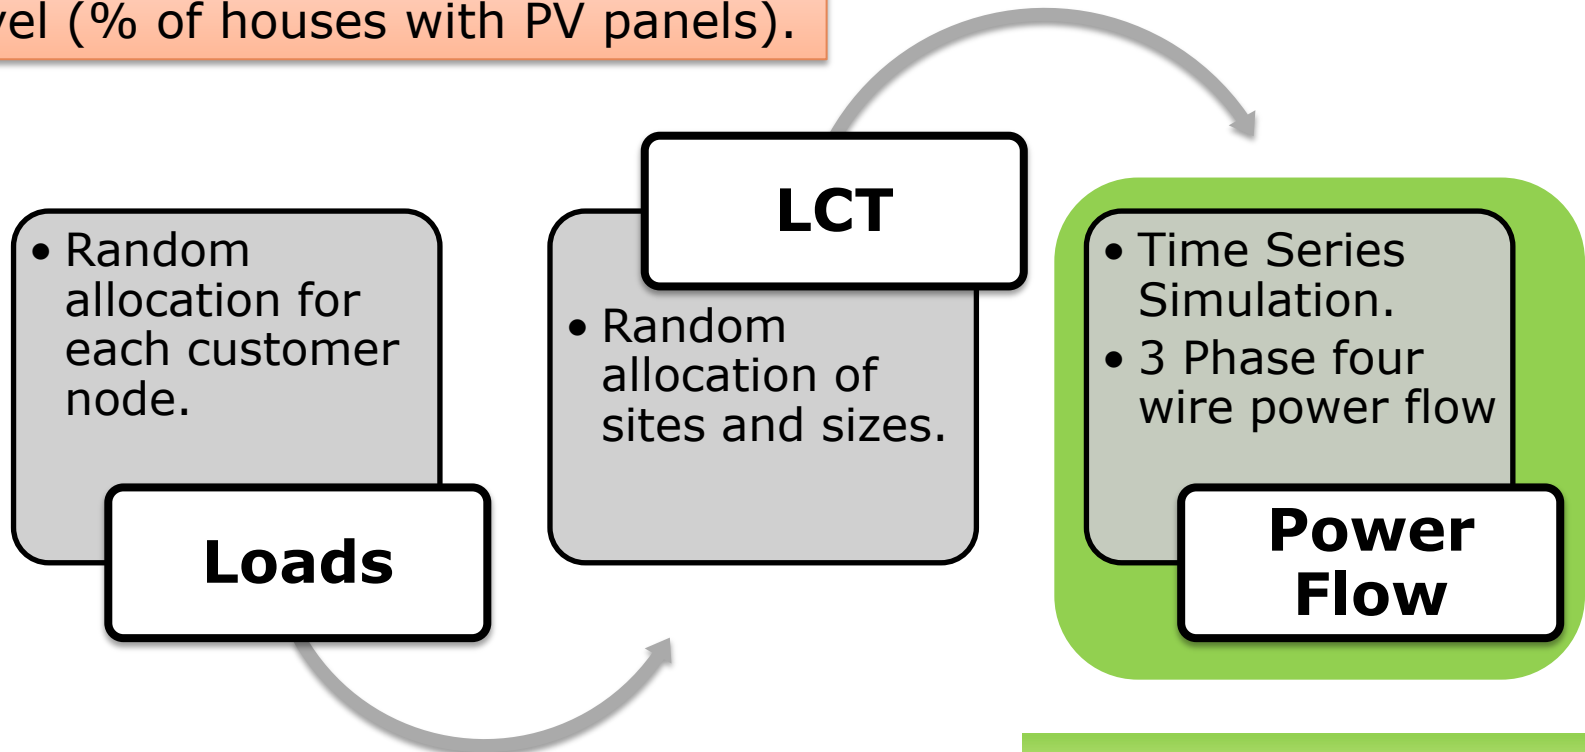 (% of houses with PV panels).
• Random
allocation for
each customer
node.
Loads
LCT
• Random
allocation of
sites and sizes.
• Time Series
Simulation.
• 3 Phase four
wire power flow
Power
Flow